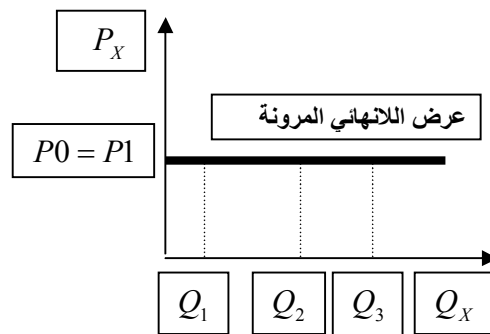 P_X
عرض اللانهائي المرونة
P0 = P1
Q_1 Q_2 Q_3 Q_X